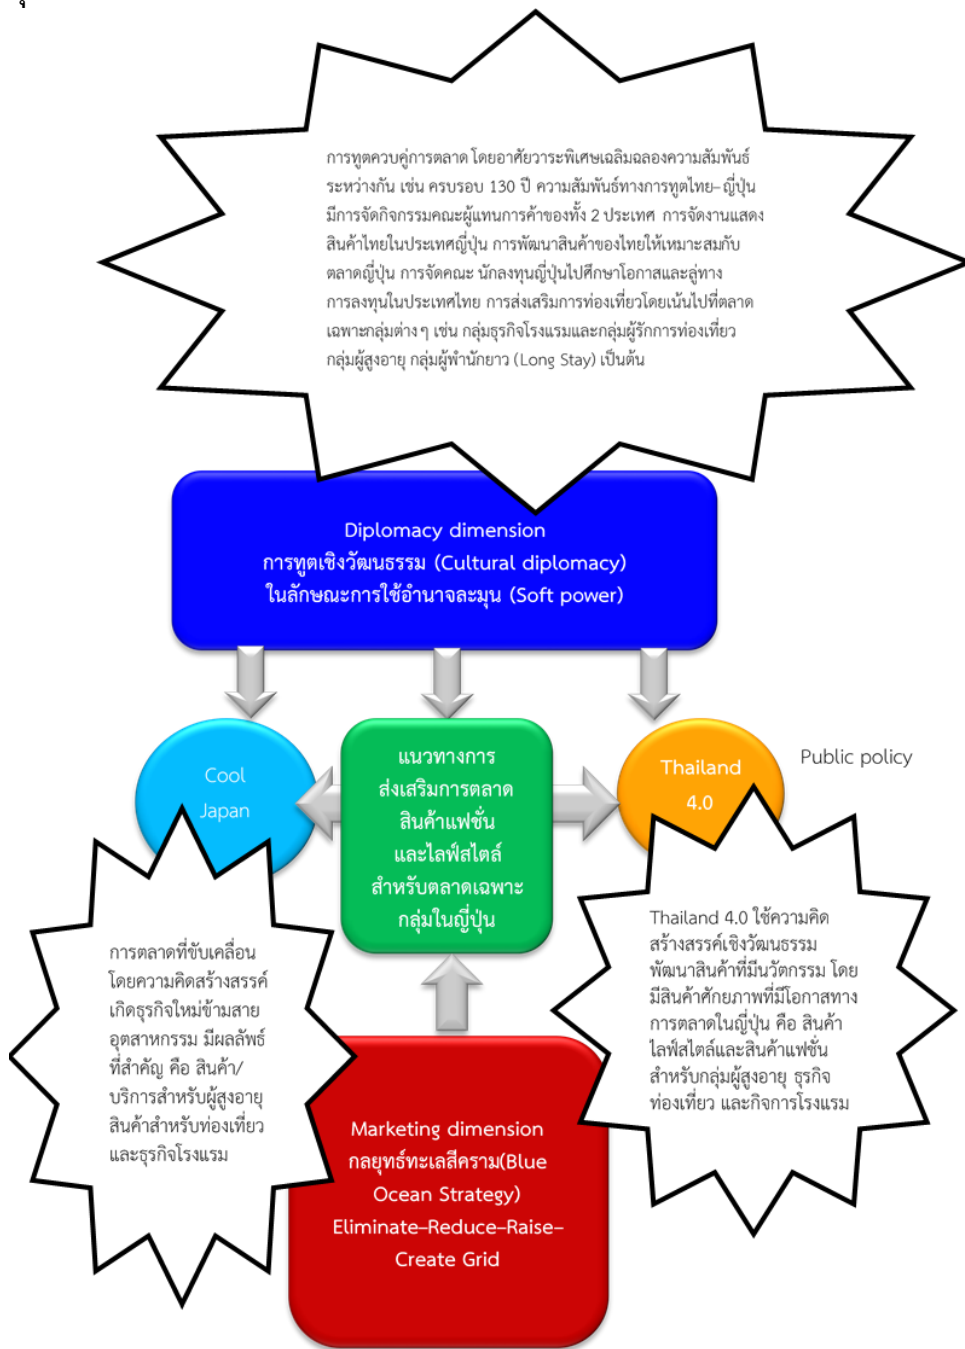 การทูตควบคู่การตลาด โดยอาศัยวาระพิเศษเฉลิมฉลองความสัมพันธ์
ระหว่างกัน เช่น ครบรอบ 130 ปี ความสัมพันธ์ทางการทูตไทย–ญี่ปุ่น
มีการจัดกิจกรรมคณะผู้แทนการค้าของทั้ง 2 ประเทศ การจัดงานแสดง
สินค้าไทยในประเทศญี่ปุ่น การพัฒนาสินค้าของไทยให้เหมาะสมกับ
ตลาดญี่ปุ่น การจัดคณะ นักลงทุนญี่ปุ่นไปศึกษาโอกาสและลู่ทาง
การลงทุนในประเทศไทย การส่งเสริมการท่องเที่ยวโดยเน้นไปที่ตลาด
เฉพาะกลุ่มต่าง ๆ เช่น กลุ่มธุรกิจโรงแรมและกลุ่มผู้รักการท่องเที่ยว
กลุ่มผู้สูงอายุ กลุ่มผู้พำนักยาว (Long Stay) เป็นต้น
Diplomacy dimension
การทูตเชิงวัฒนธรรม (Cultural diplomacy)
ในลักษณะการใช้อำนาจละมุน (Soft power)
Cool
Japan
แนวทางการ
ส่งเสริมการตลาด
สินค้าแฟชั่น
และไลฟ์สไตล์
สำหรับตลาดเฉพาะ
กลุ่มในญี่ปุ่น
Thailand
4.0
Public policy
การตลาดที่ขับเคลื่อน
โดยความคิดสร้างสรรค์
เกิดธุรกิจใหม่ข้ามสาย
อุตสาหกรรม มีผลลัพธ์
ที่สำคัญ คือ สินค้า/
บริการสำหรับผู้สูงอายุ
สินค้าสำหรับท่องเที่ยว
และธุรกิจโรงแรม
Thailand 4.0 ใช้ความคิด
สร้างสรรค์เชิงวัฒนธรรม
พัฒนาสินค้าที่มีนวัตกรรม โดย
มีสินค้าศักยภาพที่มีโอกาสทาง
การตลาดในญี่ปุ่น คือ สินค้า
ไลฟ์สไตล์และสินค้าแฟชั่น
สำหรับกลุ่มผู้สูงอายุ ธุรกิจ
ท่องเที่ยว และกิจการโรงแรม
Marketing dimension
กลยุทธ์ทะเลสีคราม(Blue
Ocean Strategy)
Eliminate–Reduce–Raise–
Create Grid